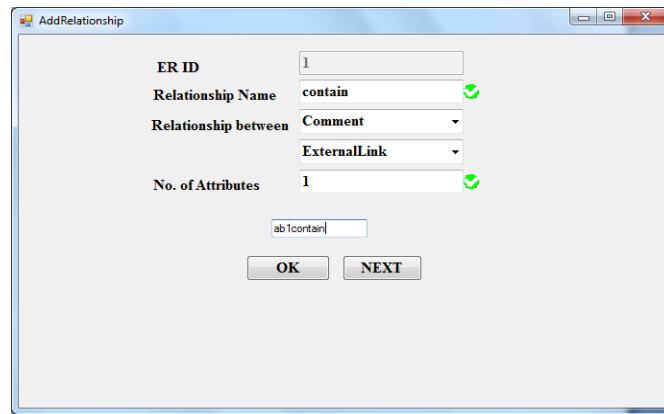 AddRelationship
ER ID 1
Relationship Name contain
Relationship between Comment
ExternalLink
No. of Attributes 1
ab1contain
OK NEXT